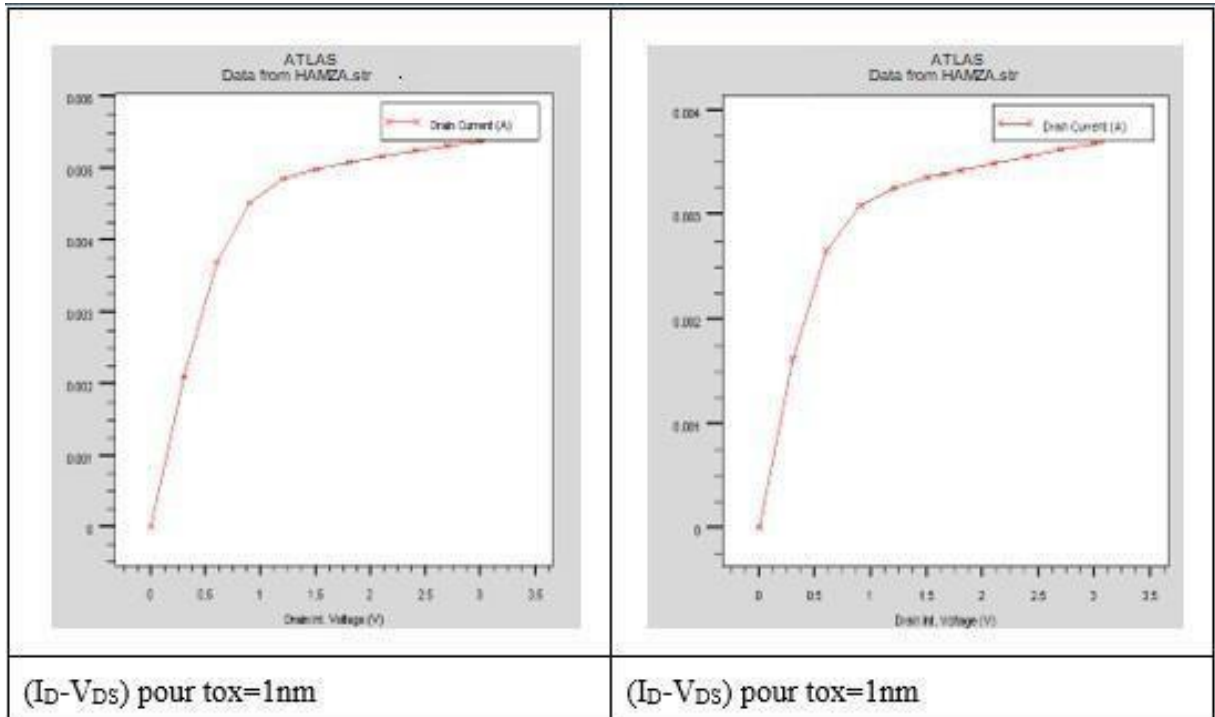 ATLAS
Data from HAMZA.str
Drain Current (A)
0.006
0.005
0.004
0.003
0.002
0.001
0
0 0.5 1 1.5 2 2.5 3 3.5
Drain Int. Voltage (V)
(ID-VDS) pour tox=1nm
ATLAS
Data from HAMZA.str
Drain Current (A)
0.004
0.003
0.002
0.001
0
0 0.5 1 1.5 2 2.5 3 3.5
Drain Int. Voltage (V)
(ID-VDS) pour tox=1nm